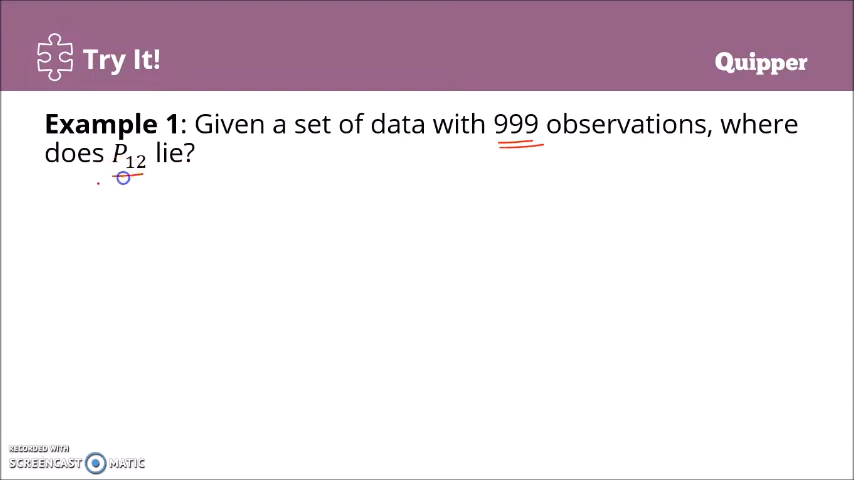 Try It!
Quipper
Example 1: Given a set of data with 999 observations, where
does P₁₂ lie?
RECORDED WITH
SCREENCAST MATIC